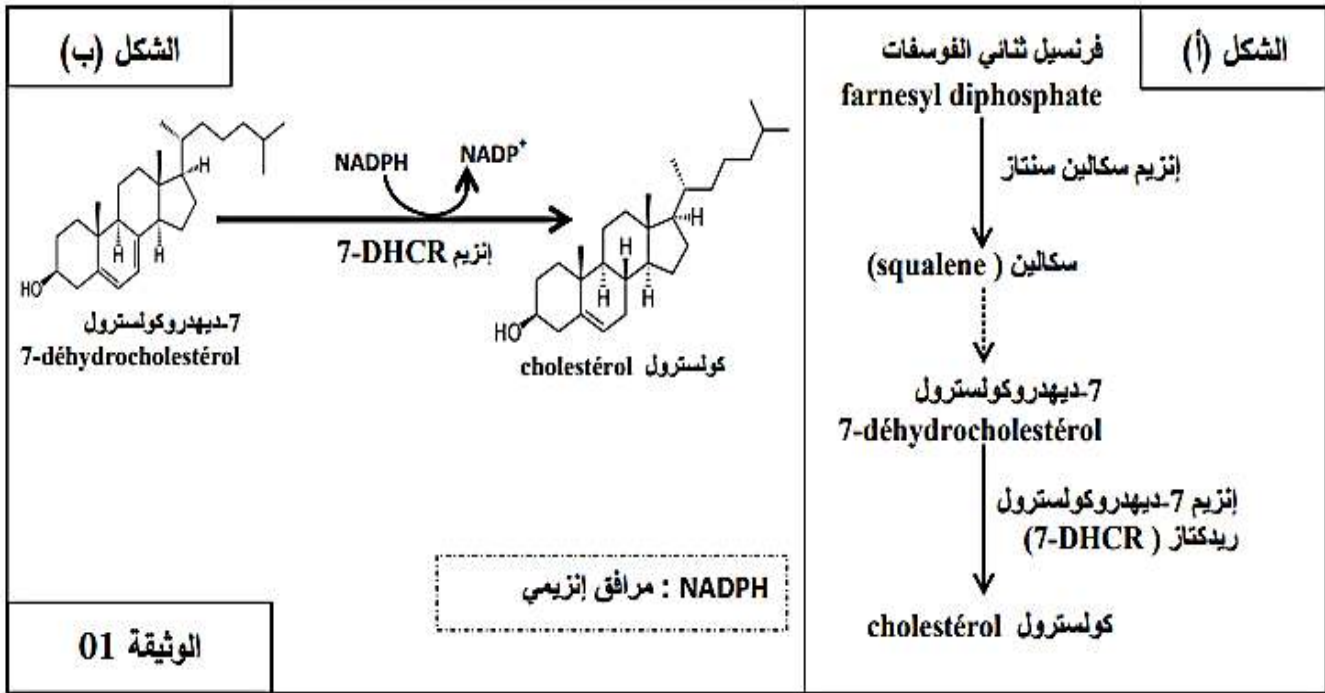 الشكل (أ)
فرنسيل ثنائي الفوسفات
farnesyl diphosphate
إنزيم سكالين سنتاز
سكالين (squalene )
7-ديهدروكولسترول
7-déhydrocholestérol
إنزيم 7-ديهدروكولسترول
ريدكتاز ( 7-DHCR)
كولسترول cholestérol
الشكل (ب)
NADPH
NADP+
إنزيم 7-DHCR
H
H
H
HO
H
H
H
H
HO
7-ديهدروكولسترول
7-déhydrocholestérol
كولسترول cholestérol
NADPH : مرافق إنزيمي
الوثيقة 01